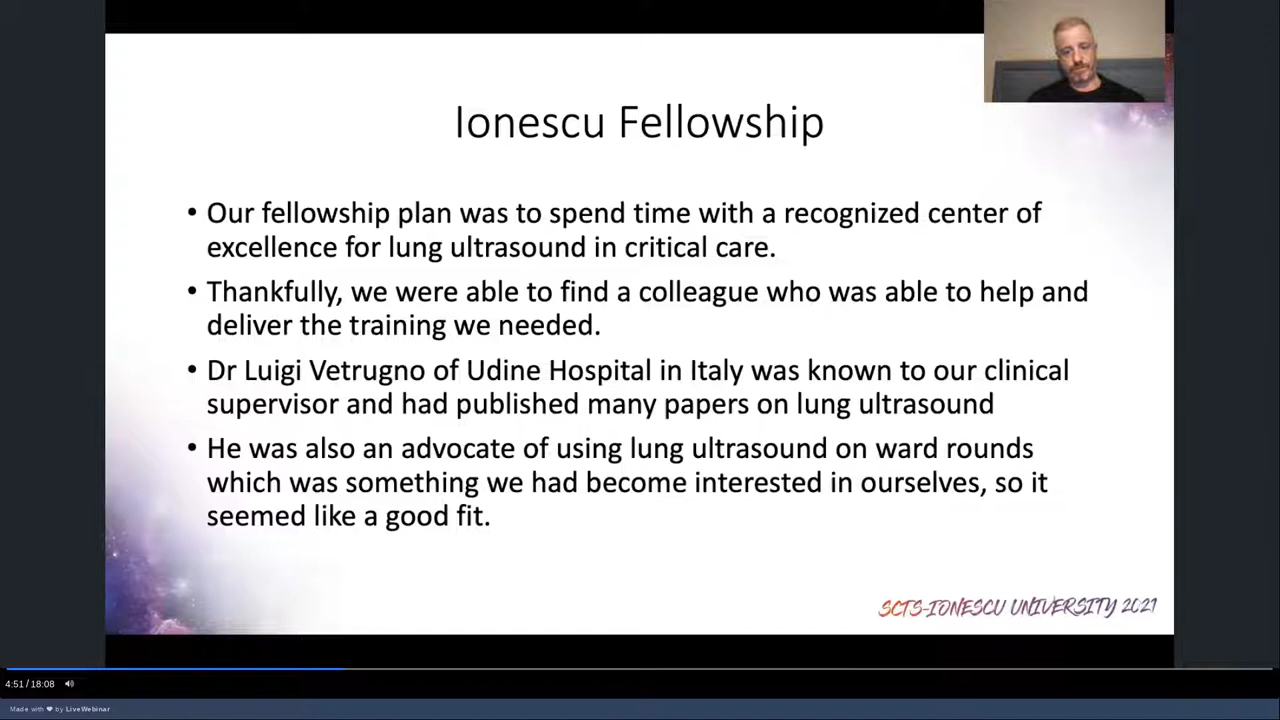 Ionescu Fellowship
• Our fellowship plan was to spend time with a recognized center of
excellence for lung ultrasound in critical care.
• Thankfully, we were able to find a colleague who was able to help and
deliver the training we needed.
• Dr Luigi Vetrugno of Udine Hospital in Italy was known to our clinical
supervisor and had published many papers on lung ultrasound
• He was also an advocate of using lung ultrasound on ward rounds
which was something we had become interested in ourselves, so it
seemed like a good fit.
SCTS-IONESCU UNIVERSITY 2021
4:51 / 18:08
Made with ❤ by LiveWebinar